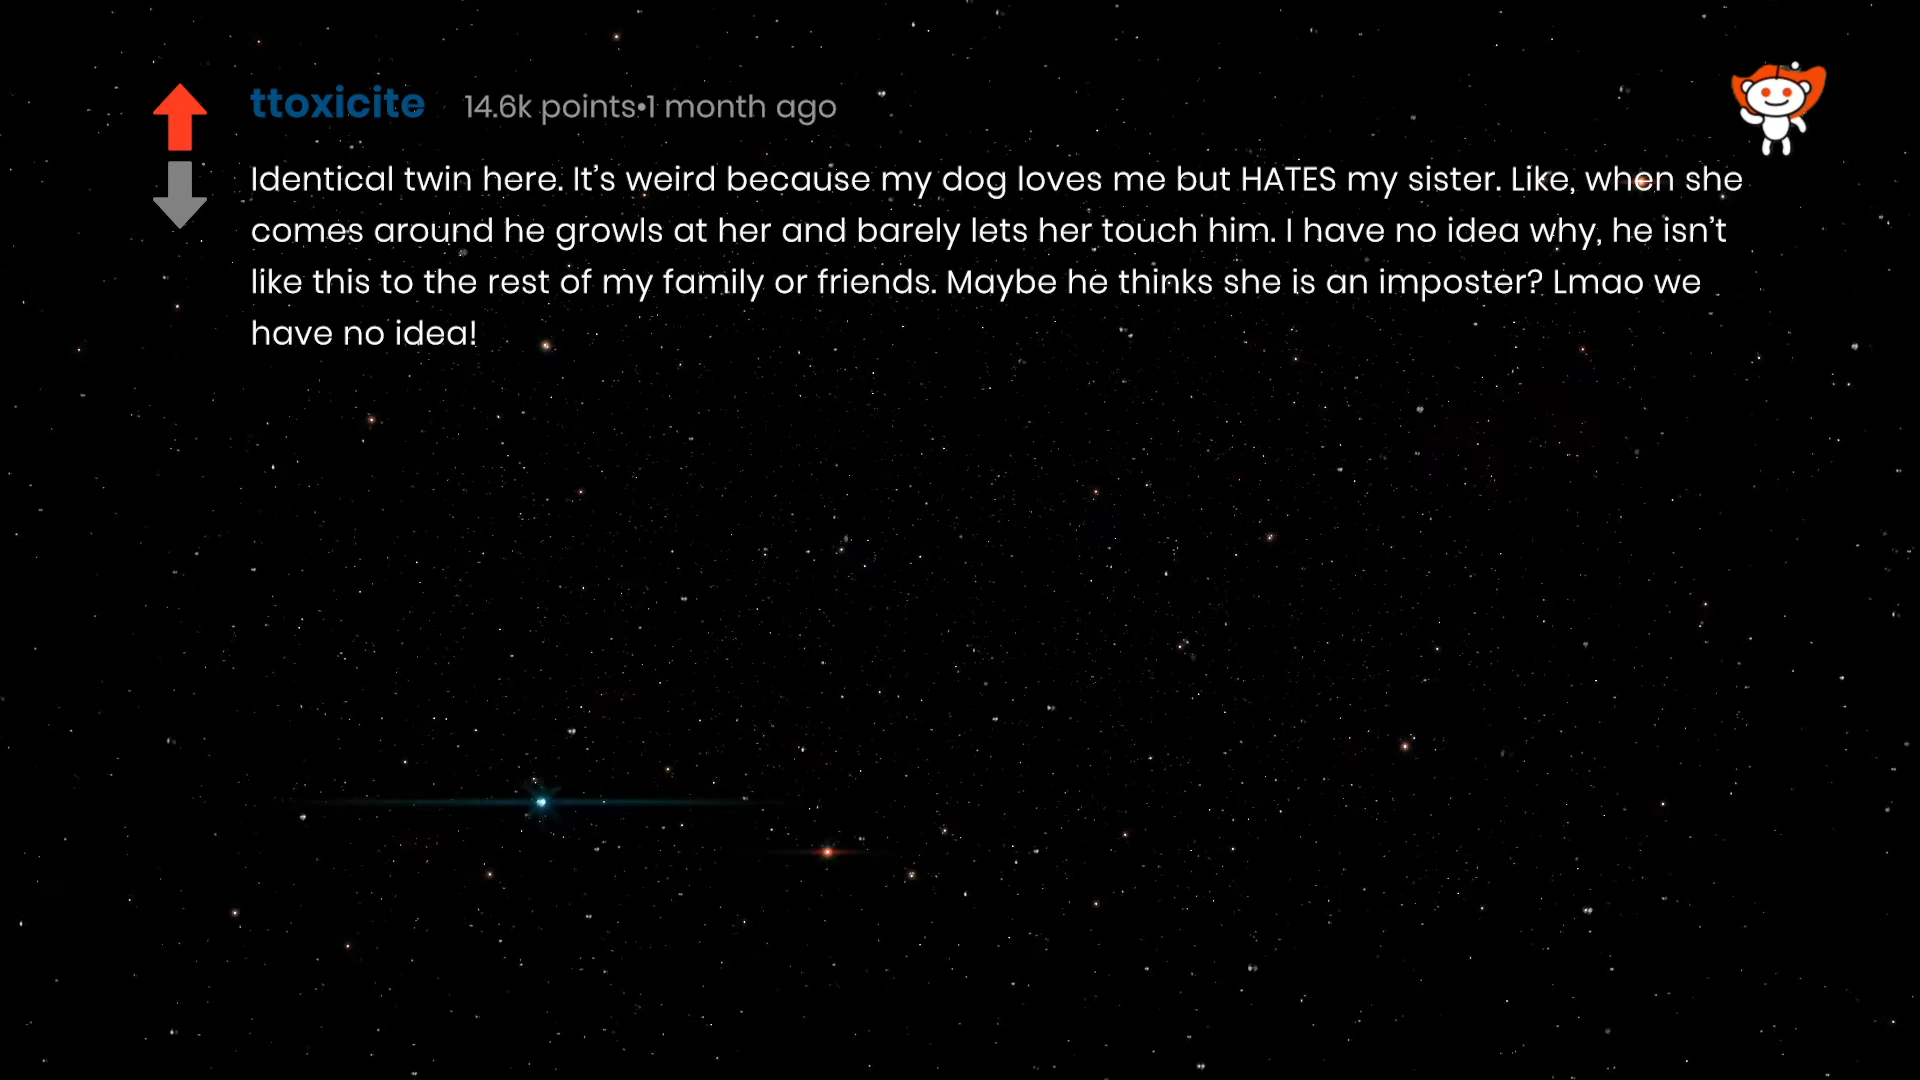 ttoxicite 14.6k points•1 month ago
Identical twin here. It’s weird because my dog loves me but HATES my sister. Like, when she
comes around he growls at her and barely lets her touch him. I have no idea why, he isn’t
like this to the rest of my family or friends. Maybe he thinks she is an imposter? Lmao we
have no idea!